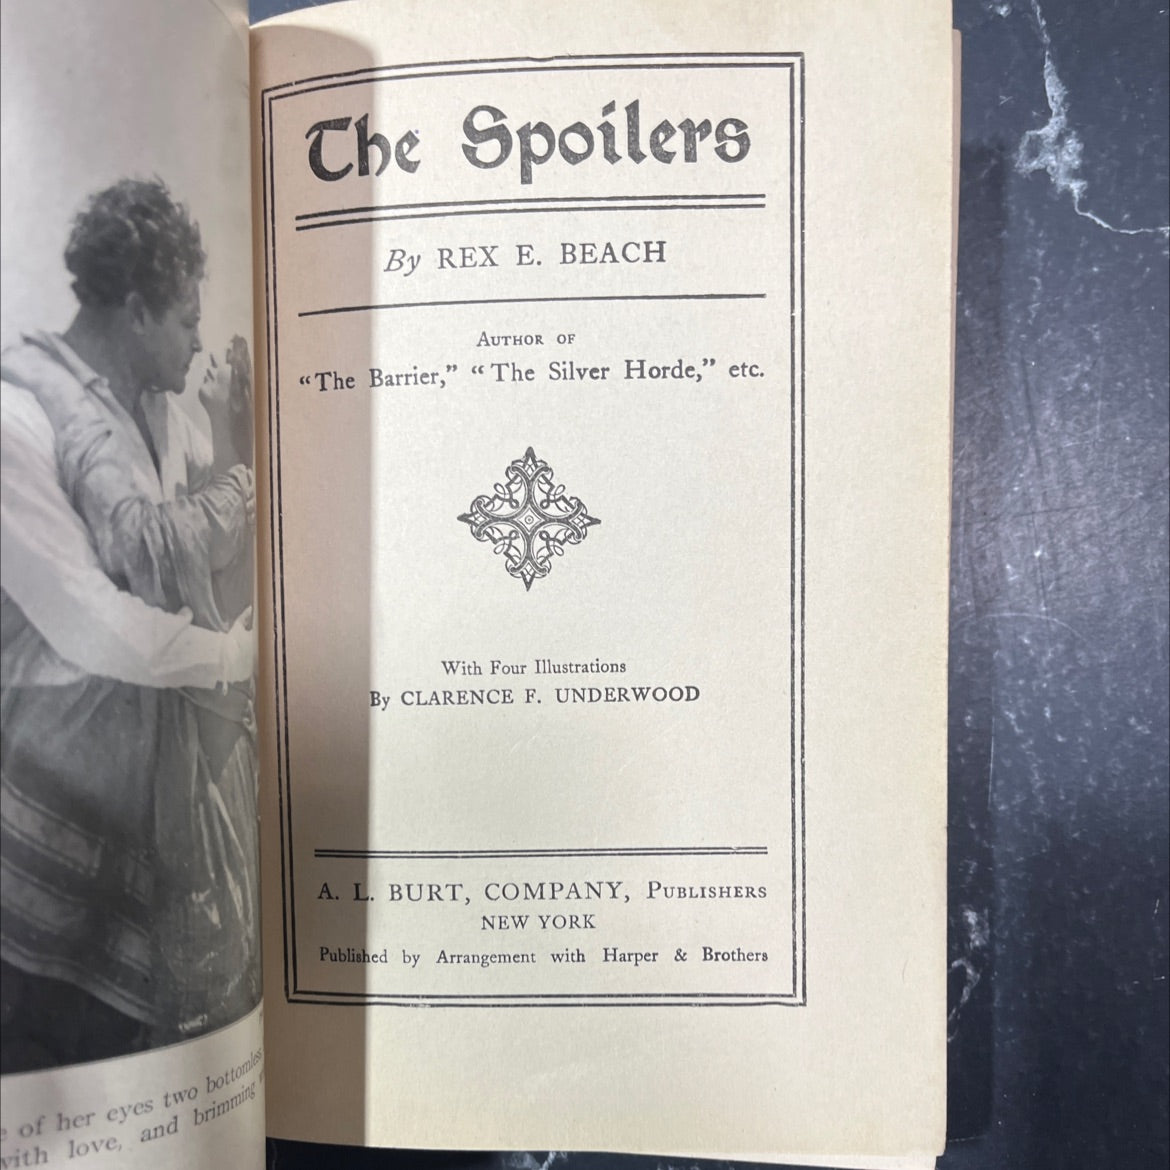 The Spoilers
By REX E. BEACH
AUTHOR OF
"The Barrier," "The Silver Horde," etc.
With Four Illustrations
By CLARENCE F. UNDERWOOD
A. L. BURT, COMPANY, PUBLISHERS
NEW YORK
Published by Arrangement with Harper & Brothers
of her eyes two bottomless
with love, and brimming